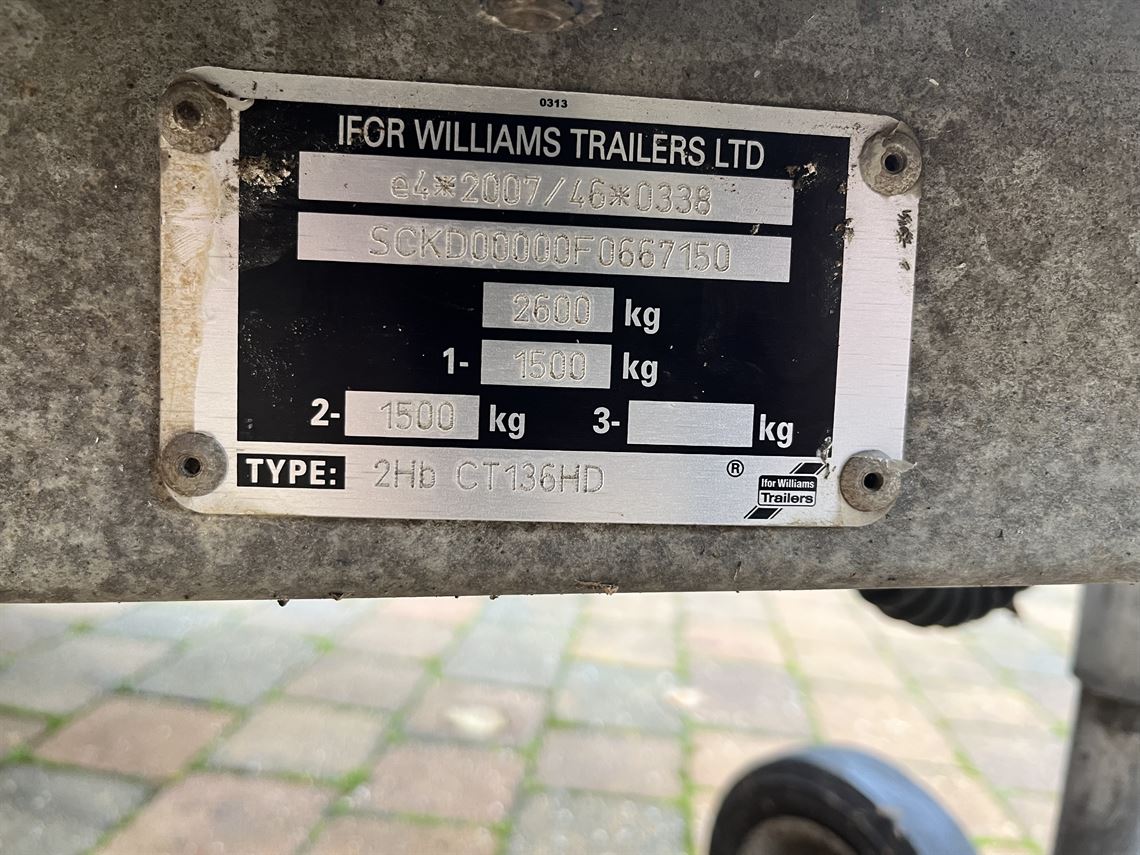 0313
IFOR WILLIAMS TRAILERS LTD
e4*2007/46*0338
SCKD00000F0667150
2600 kg
1- 1500 kg
2- 1500 kg 3- kg
TYPE: 2Hb CT136HD ®
Ifor Williams
Trailers